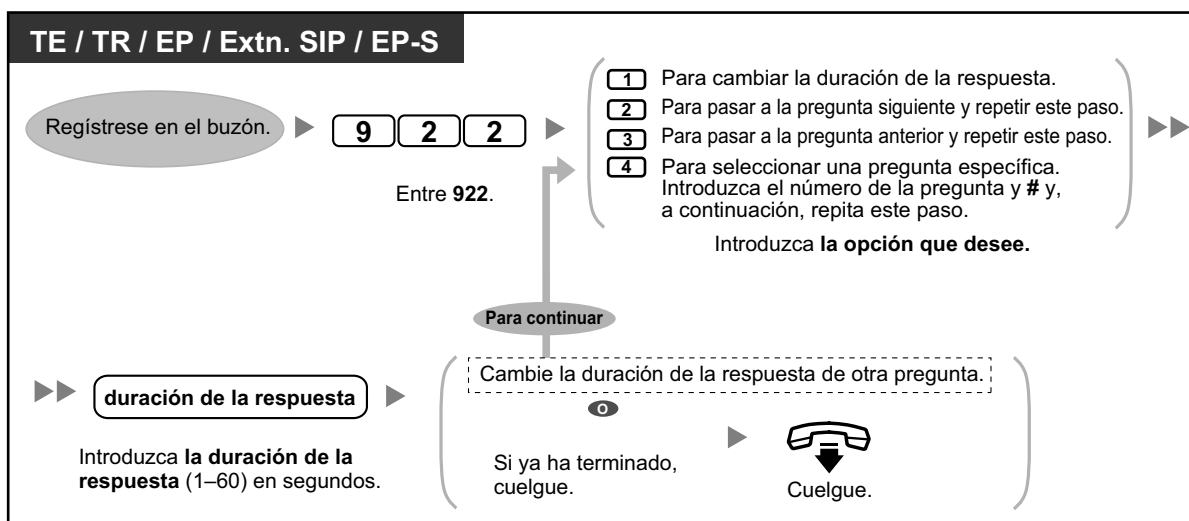 TE / TR / EP / Extn. SIP / EP-S
Regístrese en el buzón.
9 2 2
Entre 922.
1 Para cambiar la duración de la respuesta.
2 Para pasar a la pregunta siguiente y repetir este paso.
3 Para pasar a la pregunta anterior y repetir este paso.
4 Para seleccionar una pregunta específica.
Introduzca el número de la pregunta y # y,
a continuación, repita este paso.
Introduzca la opción que desee.
Para continuar
duración de la respuesta
Introduzca la duración de la
respuesta (1–60) en segundos.
Cambie la duración de la respuesta de otra pregunta.
O
Si ya ha terminado,
cuelgue.
Cuelgue.